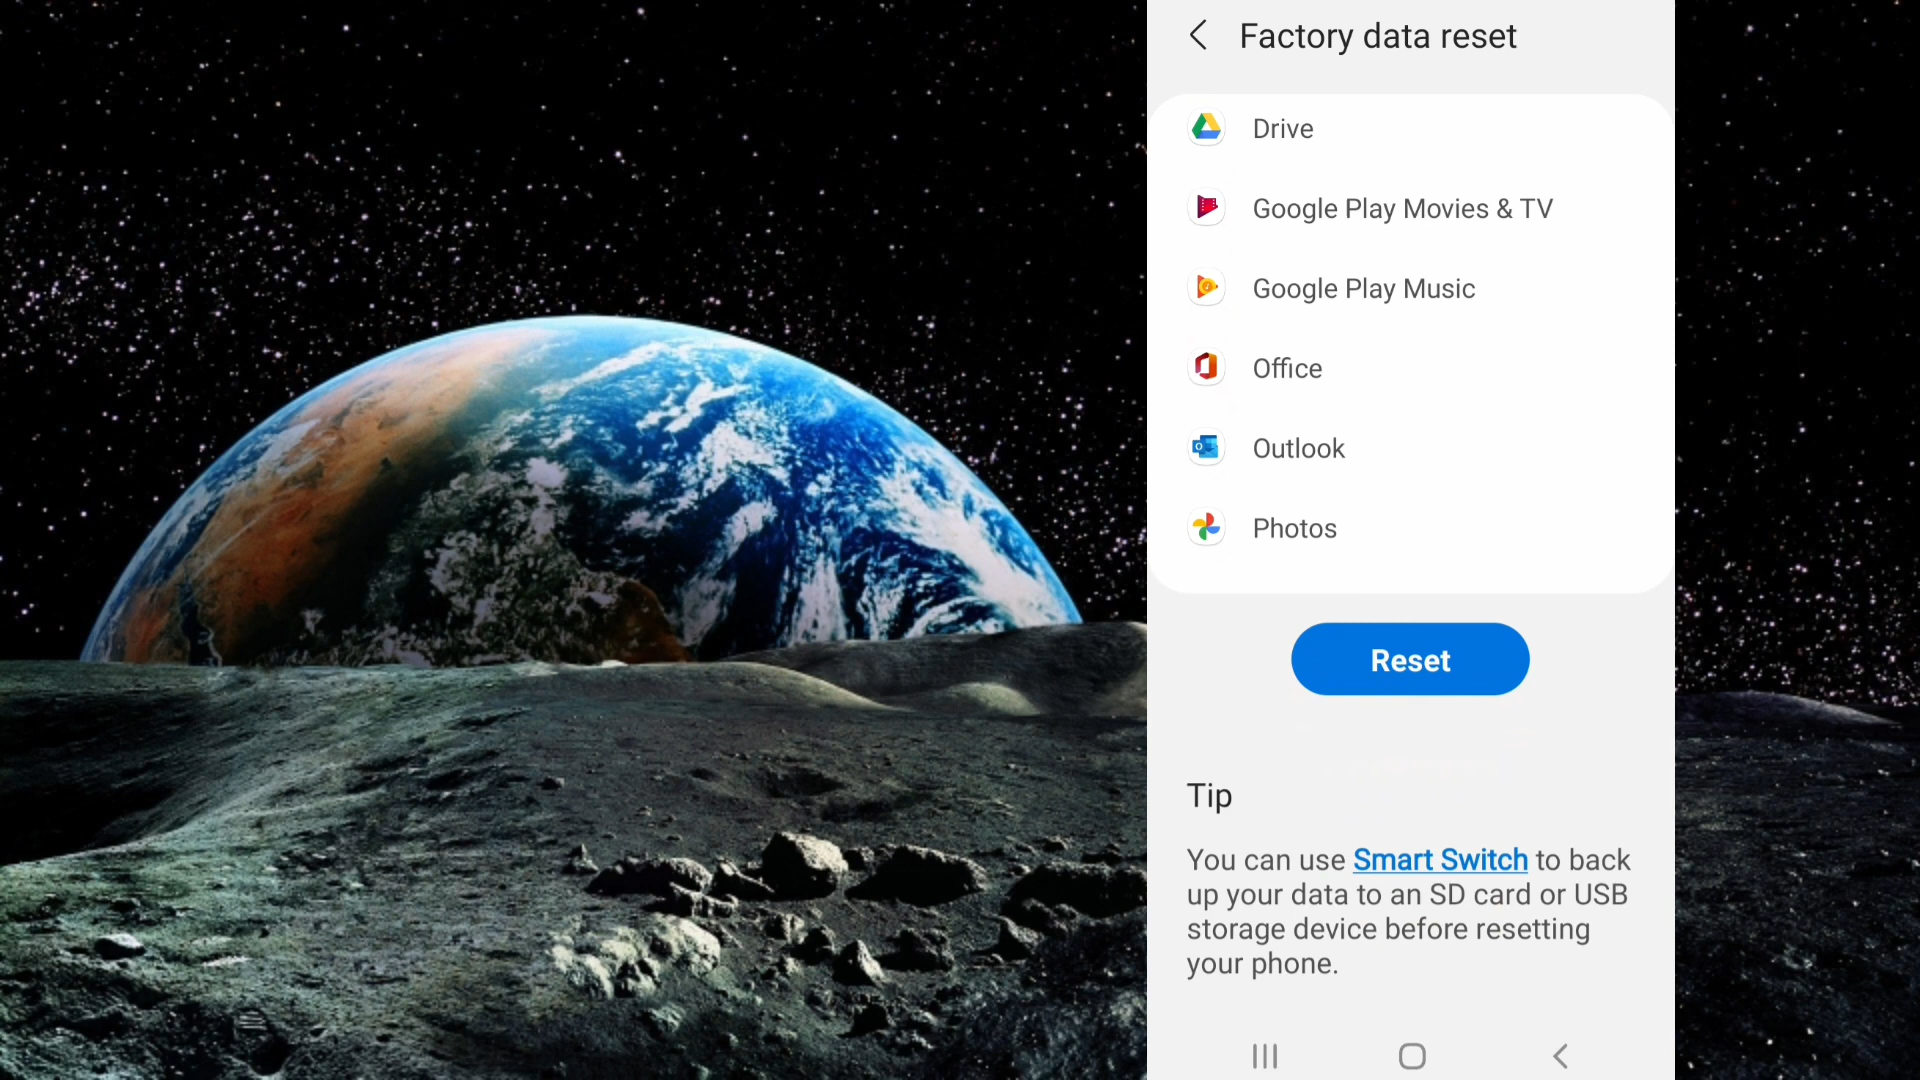 Factory data reset
Drive
Google Play Movies & TV
Google Play Music
Office
Outlook
Photos
Reset
Tip
You can use Smart Switch to back
up your data to an SD card or USB
storage device before resetting
your phone.